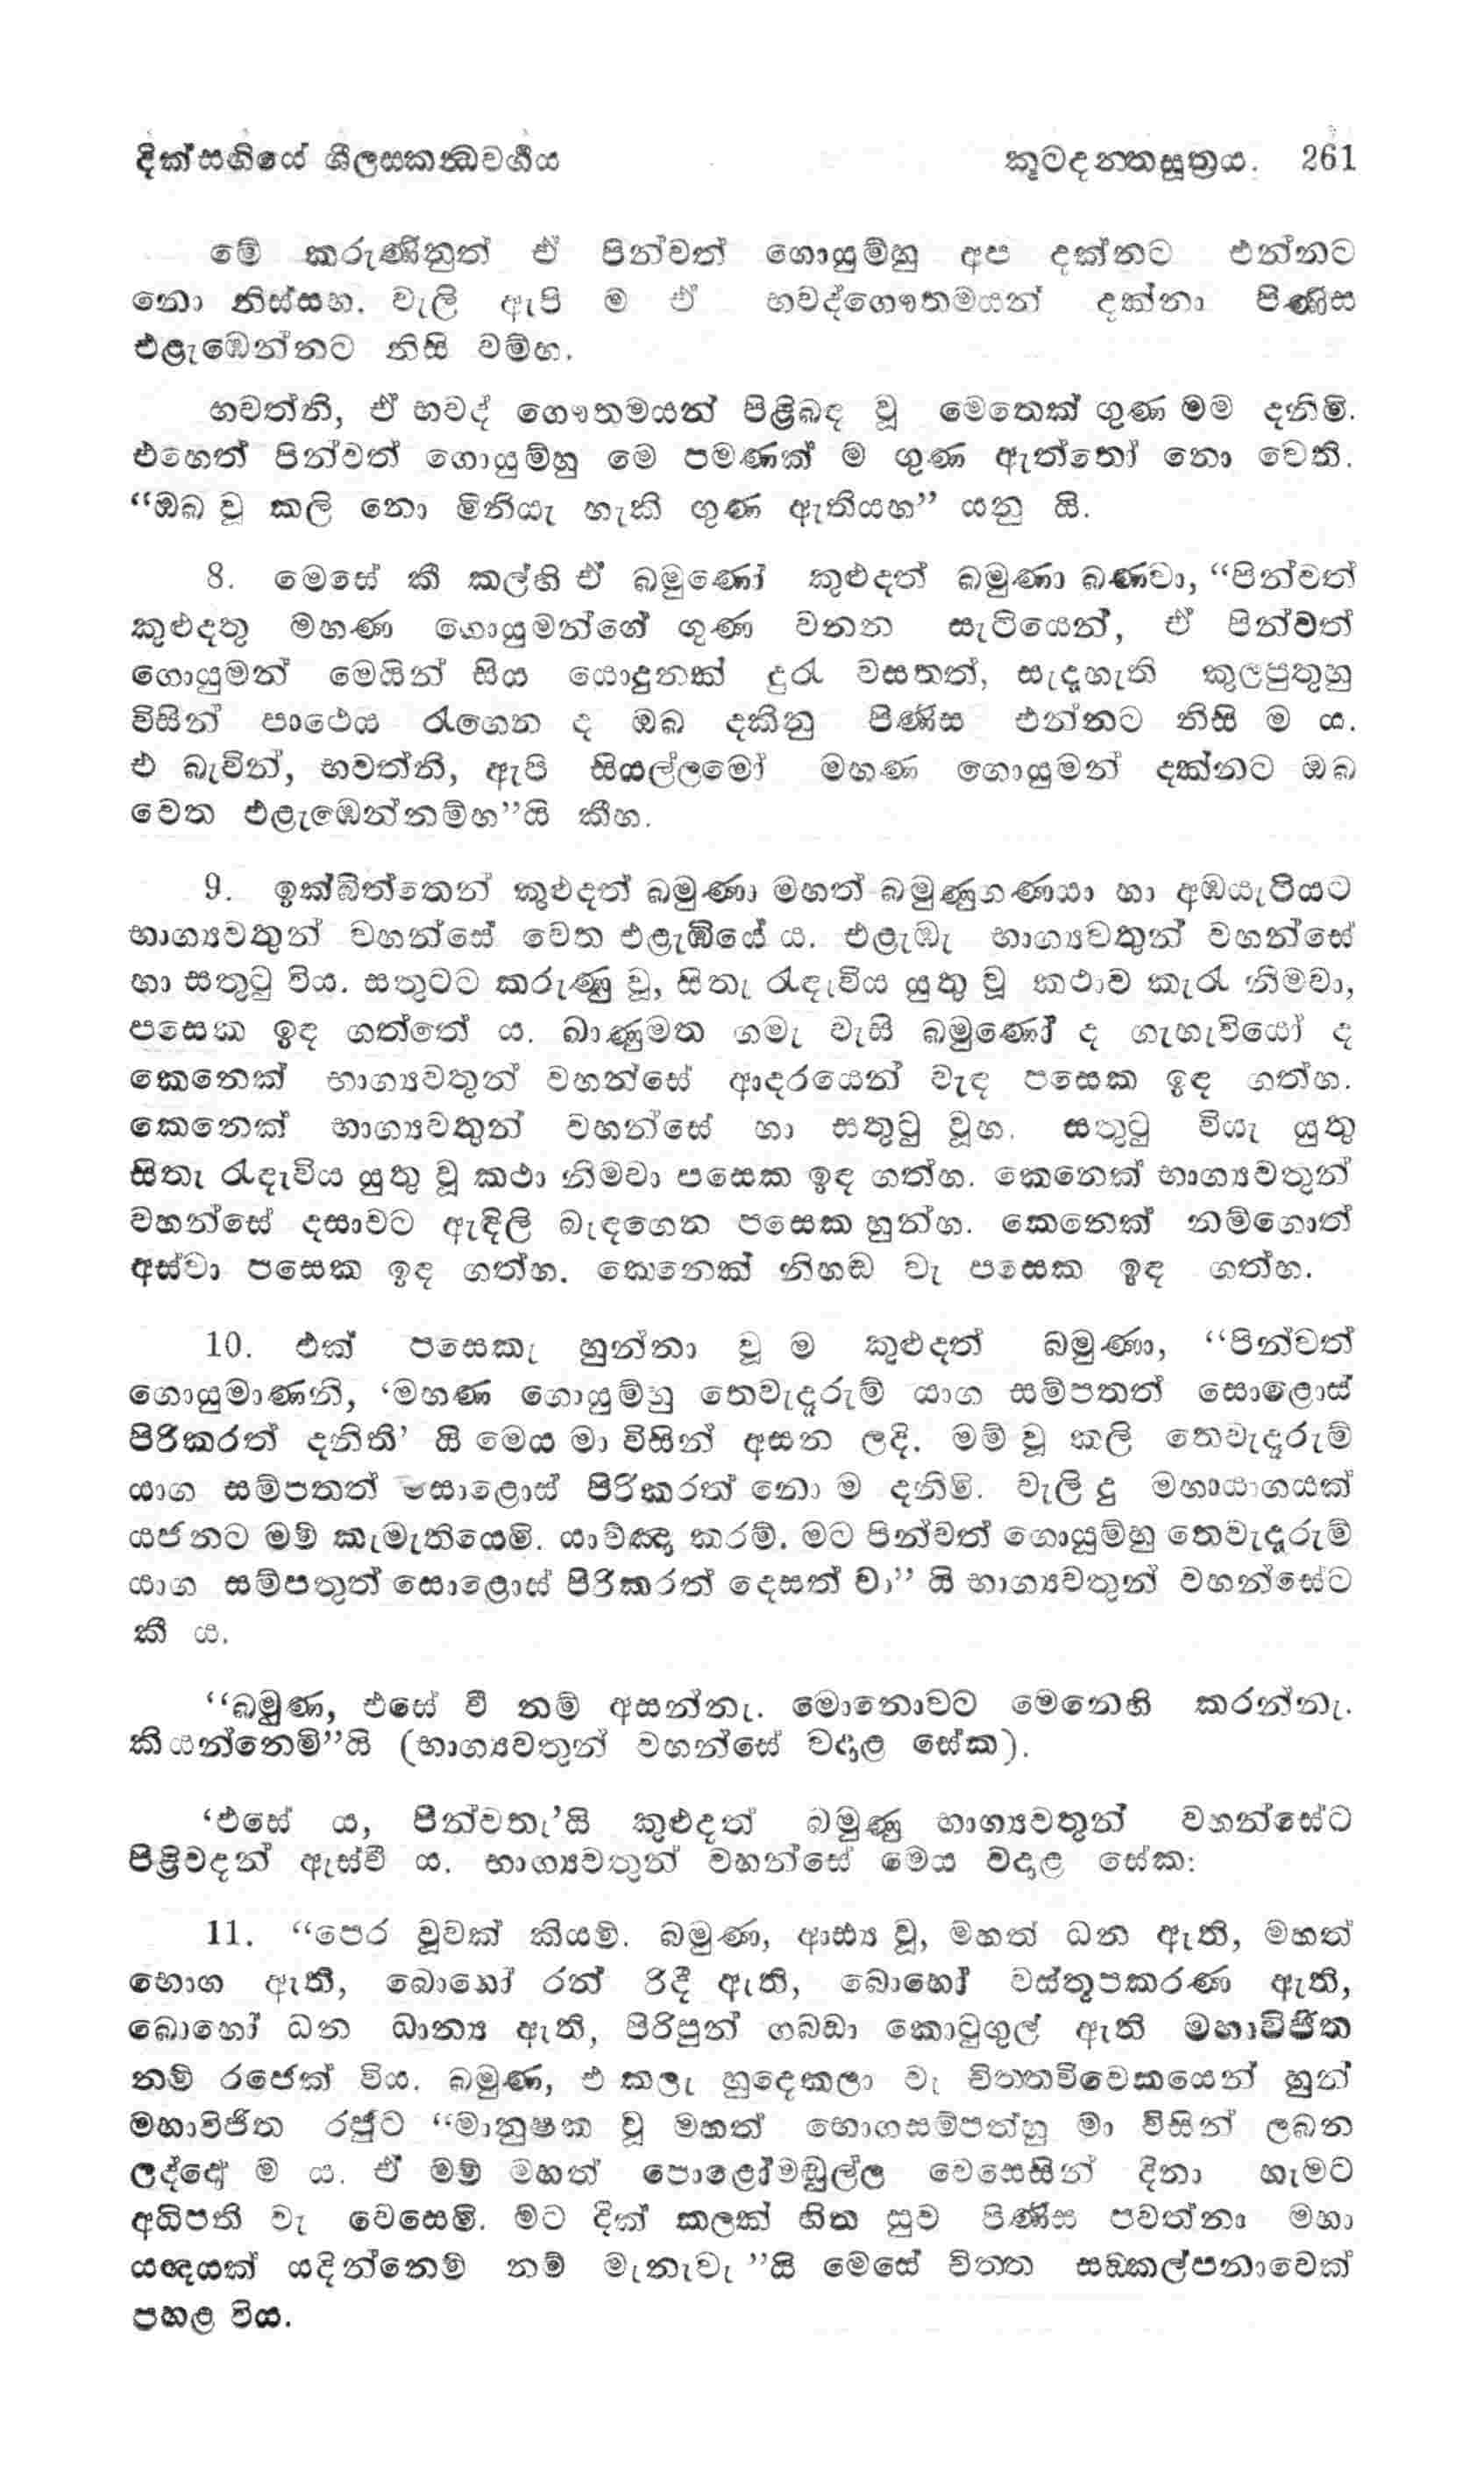 දික්සඟියේ ශීලස්කන්ධවර්ගය කූටදන්තසූත්‍රය. 261
මේ කරුණිනුත් ඒ පින්වත් ගොයුම්හු අප දක්නට එන්නට
නො නිස්සහ. වැලි ඇපි ම ඒ භවද්ගෞතමයන් දක්නා පිණිස
එළැඹෙන්නට නිසි වම්හ.
භවත්නි, ඒ භවද් ගෞතමයන් පිළිබඳ වූ මෙතෙක් ගුණ මම දනිමි.
එහෙත් පින්වත් ගොයුම්හු මෙ පමණක් ම ගුණ ඇත්තෝ නො වෙති.
“ඔබ වූ කලි නො මිනියැ හැකි ගුණ ඇතියහ” යනු යි.
8. මෙසේ කී කල්හි ඒ බමුණෝ කුළුදත් බමුණා බණවා, “පින්වත්
කුළුදතු මහණ ගොයුමන්ගේ ගුණ වනන සැටියෙන්, ඒ පින්වත්
ගොයුමන් මෙයින් සිය යොදුනක් දුරැ වසතත්, සැදැහැති කුලපුතුහු
විසින් පාථෙය රැගෙන ද ඔබ දකිනු පිණිස එන්නට නිසි ම ය.
එ බැවින්, භවත්නි, ඇපි සියල්ලමෝ මහණ ගොයුමන් දක්නට ඔබ
වෙත එළැඹෙන්නම්හ”යි කීහ.
9. ඉක්බිත්තෙන් කුළුදත් බමුණා මහත් බමුණුගණයා හා අඹයැටියට
භාග්‍යවතුන් වහන්සේ වෙත එළැඹියේ ය. එළැඹැ භාග්‍යවතුන් වහන්සේ
හා සතුටු විය. සතුටට කරුණු වූ, සිතැ රැඳැවිය යුතු වූ කථාව කැරැ නිමවා,
පසෙක ඉඳ ගත්තේ ය. ඛාණුමත ගමැ වැසි බමුණෝ ද ගැහැවියෝ ද
කෙනෙක් භාග්‍යවතුන් වහන්සේ ආදරයෙන් වැඳ පසෙක ඉඳ ගත්හ.
කෙනෙක් භාග්‍යවතුන් වහන්සේ හා සතුටු වූහ. සතුටු වියැ යුතු
සිතැ රැඳැවිය යුතු වූ කථා නිමවා පසෙක ඉඳ ගත්හ. කෙනෙක් භාග්‍යවතුන්
වහන්සේ දසාවට ඇඳිලි බැඳගෙන පසෙක හුන්හ. කෙනෙක් නම්ගොත්
අස්වා පසෙක ඉඳ ගත්හ. කෙනෙක් නිහඬ වැ පසෙක ඉඳ ගත්හ.
10. එක් පසෙකැ හුන්නා වූ ම කුළුදත් බමුණා, “පින්වත්
ගොයුමාණනි, ‘මහණ ගොයුම්හු තෙවැදෑරුම් යාග සම්පතත් සොළොස්
පිරිකරත් දනිති’ යි මෙය මා විසින් අසන ලදි. මම් වූ කලි තෙවැදෑරුම්
යාග සම්පතත් සොළොස් පිරිකරත් නො ම දනිමි. වැලි දු මහායාගයක්
යජනට මම් කැමැතියෙමි. යාච්ඤා කරම්. මට පින්වත් ගොයුම්හු තෙවැදෑරුම්
යාග සම්පතුත් සොළොස් පිරිකරත් දෙසත් වා” යි භාග්‍යවතුන් වහන්සේට
කී ය.
“බමුණ, එසේ වී නම් අසන්නැ. මොනොවට මෙනෙහි කරන්නැ.
කියන්නෙමි”යි (භාග්‍යවතුන් වහන්සේ වදාළ සේක).
‘එසේ ය, පින්වතැ’යි කුළුදත් බමුණු භාග්‍යවතුන් වහන්සේට
පිළිවදන් ඇස්වී ය. භාග්‍යවතුන් වහන්සේ මෙය වදාළ සේක:
11. “පෙර වූවක් කියම්. බමුණ, ආඪ්‍ය වූ, මහත් ධන ඇති, මහත්
භොග ඇති, බොහෝ රන් රිදී ඇති, බොහෝ වස්තූපකරණ ඇති,
බොහෝ ධන ධාන්‍ය ඇති, පිරිපුන් ගබඩා කොටුගුල් ඇති මහාවිජිත
නම් රජෙක් විය. බමුණ, එ කලැ හුදෙකලා වැ චිත්තවිවෙකයෙන් හුන්
මහාවිජිත රජුට “මානුෂක වූ මහත් භොගසම්පත්හු මා විසින් ලබන
ලද්දෝ ම ය. ඒ මම් මහත් පොළෝමඬුල්ල වෙසෙසින් දිනා හැමට
අධිපති වැ වෙසෙමි. මට දික් කලක් හිත සුව පිණිස පවත්නා මහා
යඥයක් යදින්නෙම් නම් මැනැවැ”යි මෙසේ චිත්ත සඞ්කල්පනාවෙක්
පහළ විය.